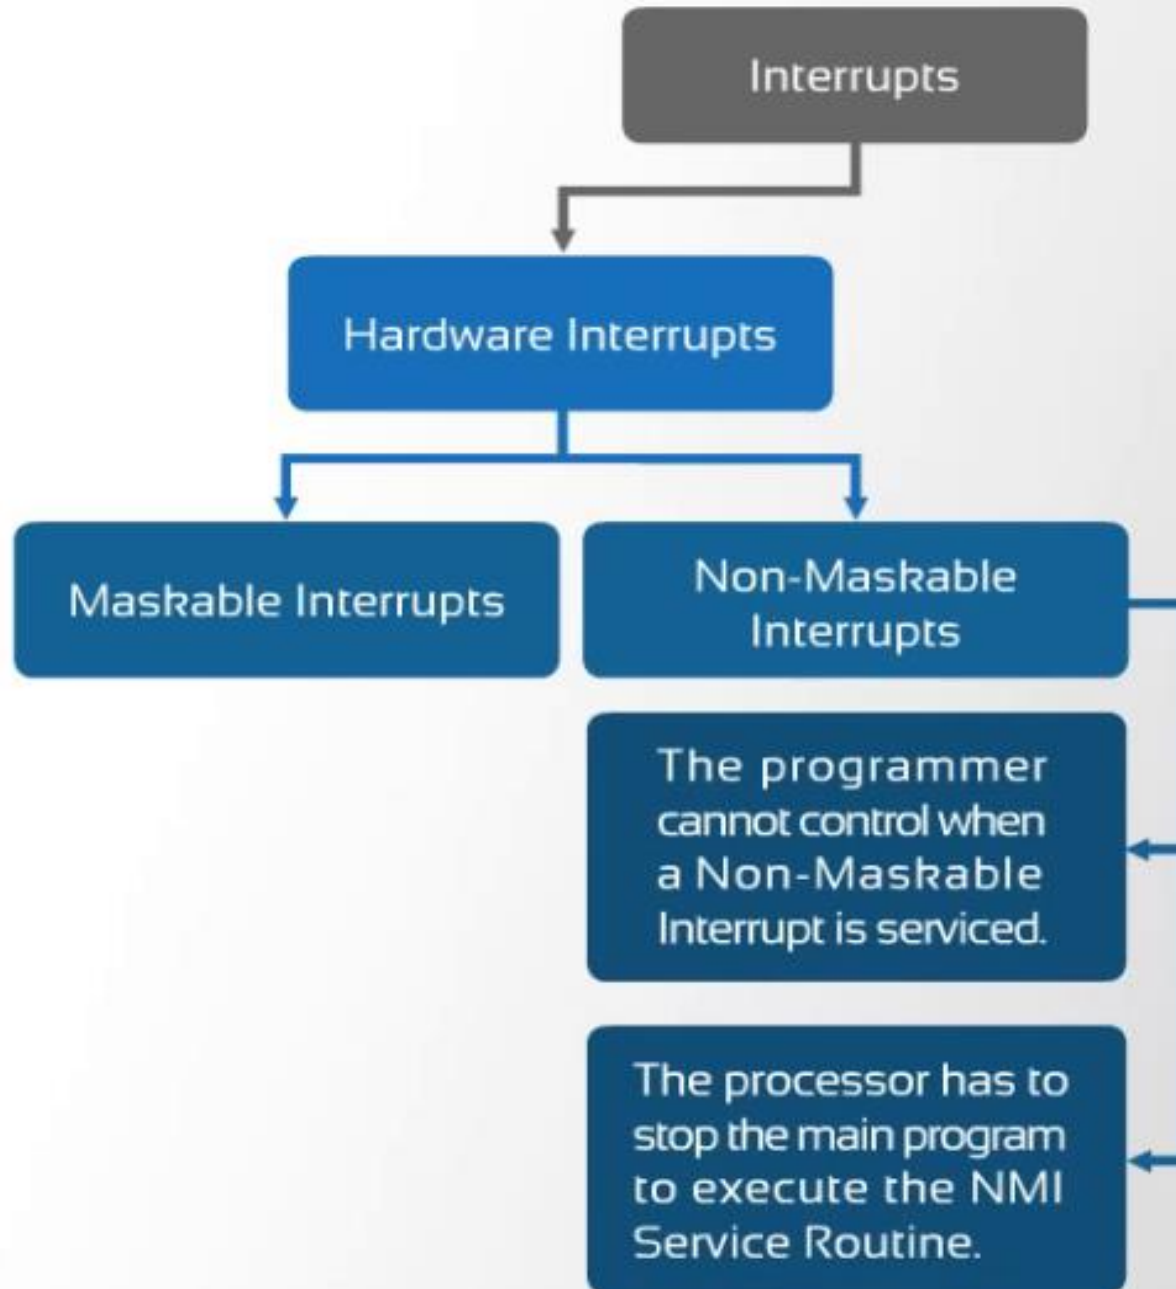 Interrupts
Hardware Interrupts
Maskable Interrupts
Non-Maskable
Interrupts
The programmer
cannot control when
a Non-Maskable
Interrupt is serviced.
The processor has to
stop the main program
to execute the NMI
Service Routine.